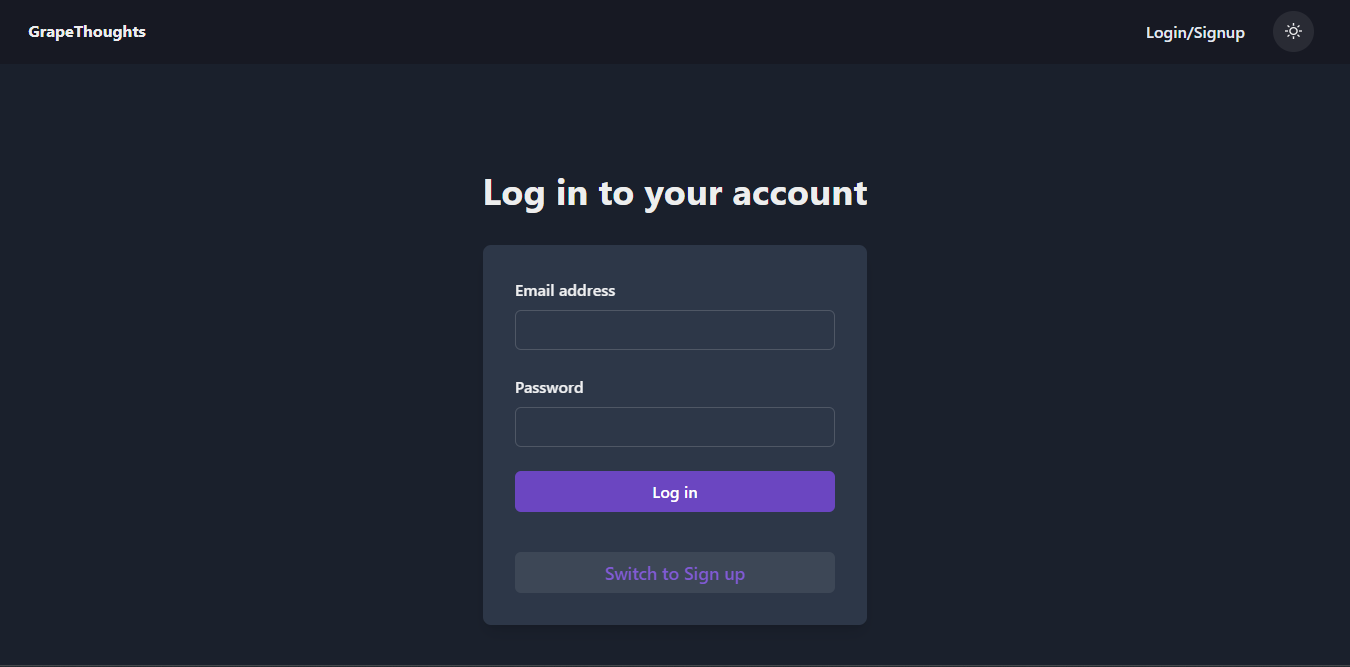 GrapeThoughts
Login/Signup
Log in to your account
Email address
Password
Log in
Switch to Sign up